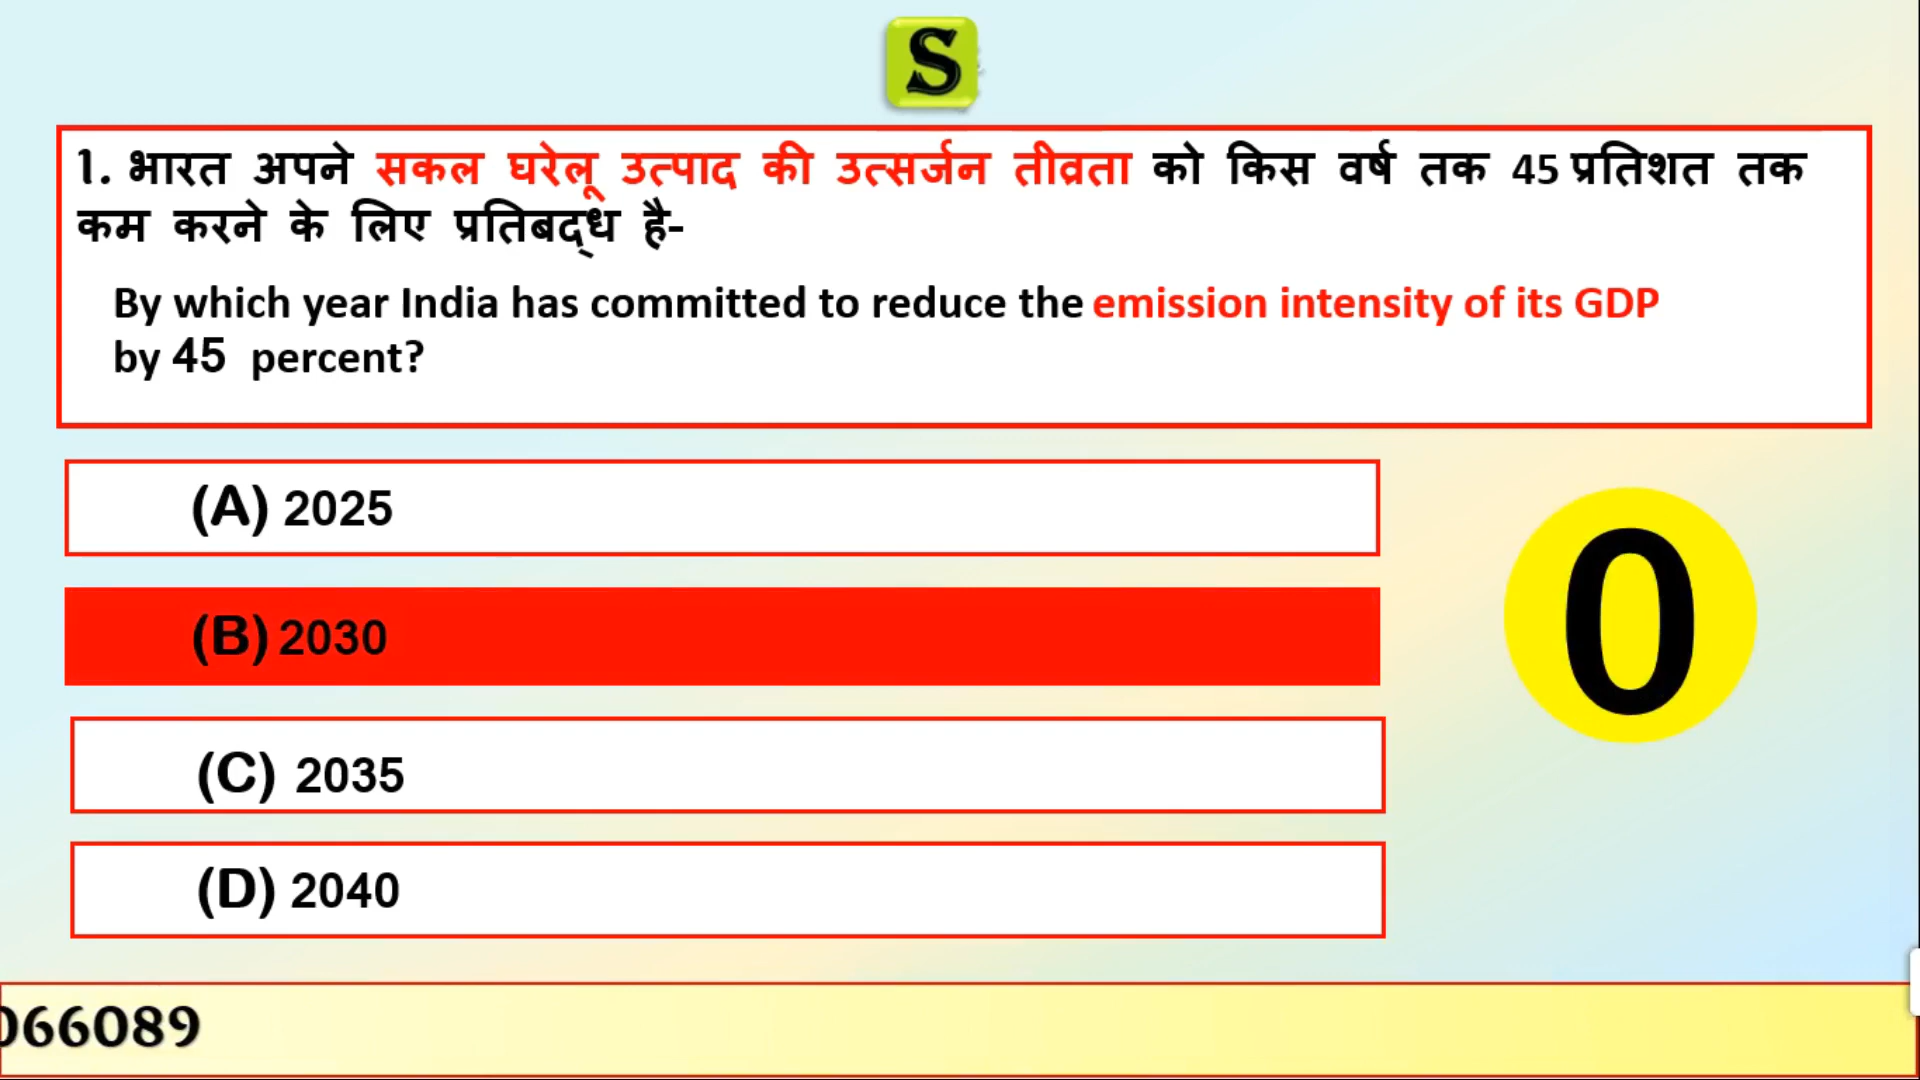 S
1. भारत अपने सकल घरेलू उत्पाद की उत्सर्जन तीव्रता को किस वर्ष तक 45 प्रतिशत तक
कम करने के लिए प्रतिबद्ध है-
By which year India has committed to reduce the emission intensity of its GDP
by 45 percent?
(A) 2025
(B) 2030
0
(C) 2035
(D) 2040
066089